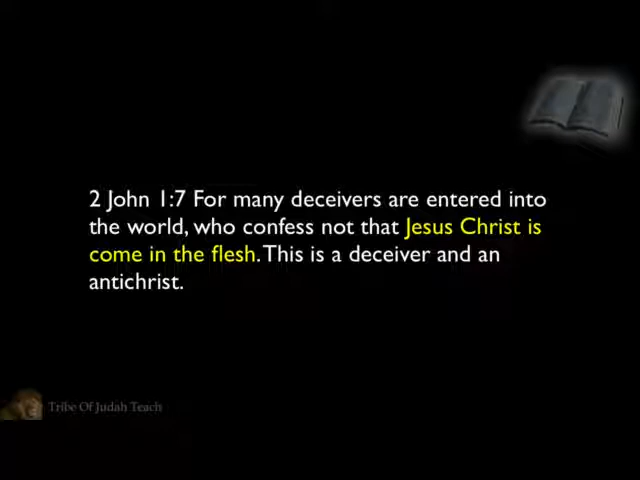 2 John 1:7 For many deceivers are entered into
the world, who confess not that Jesus Christ is
come in the flesh. This is a deceiver and an
antichrist.
Tribe Of Judah Teach